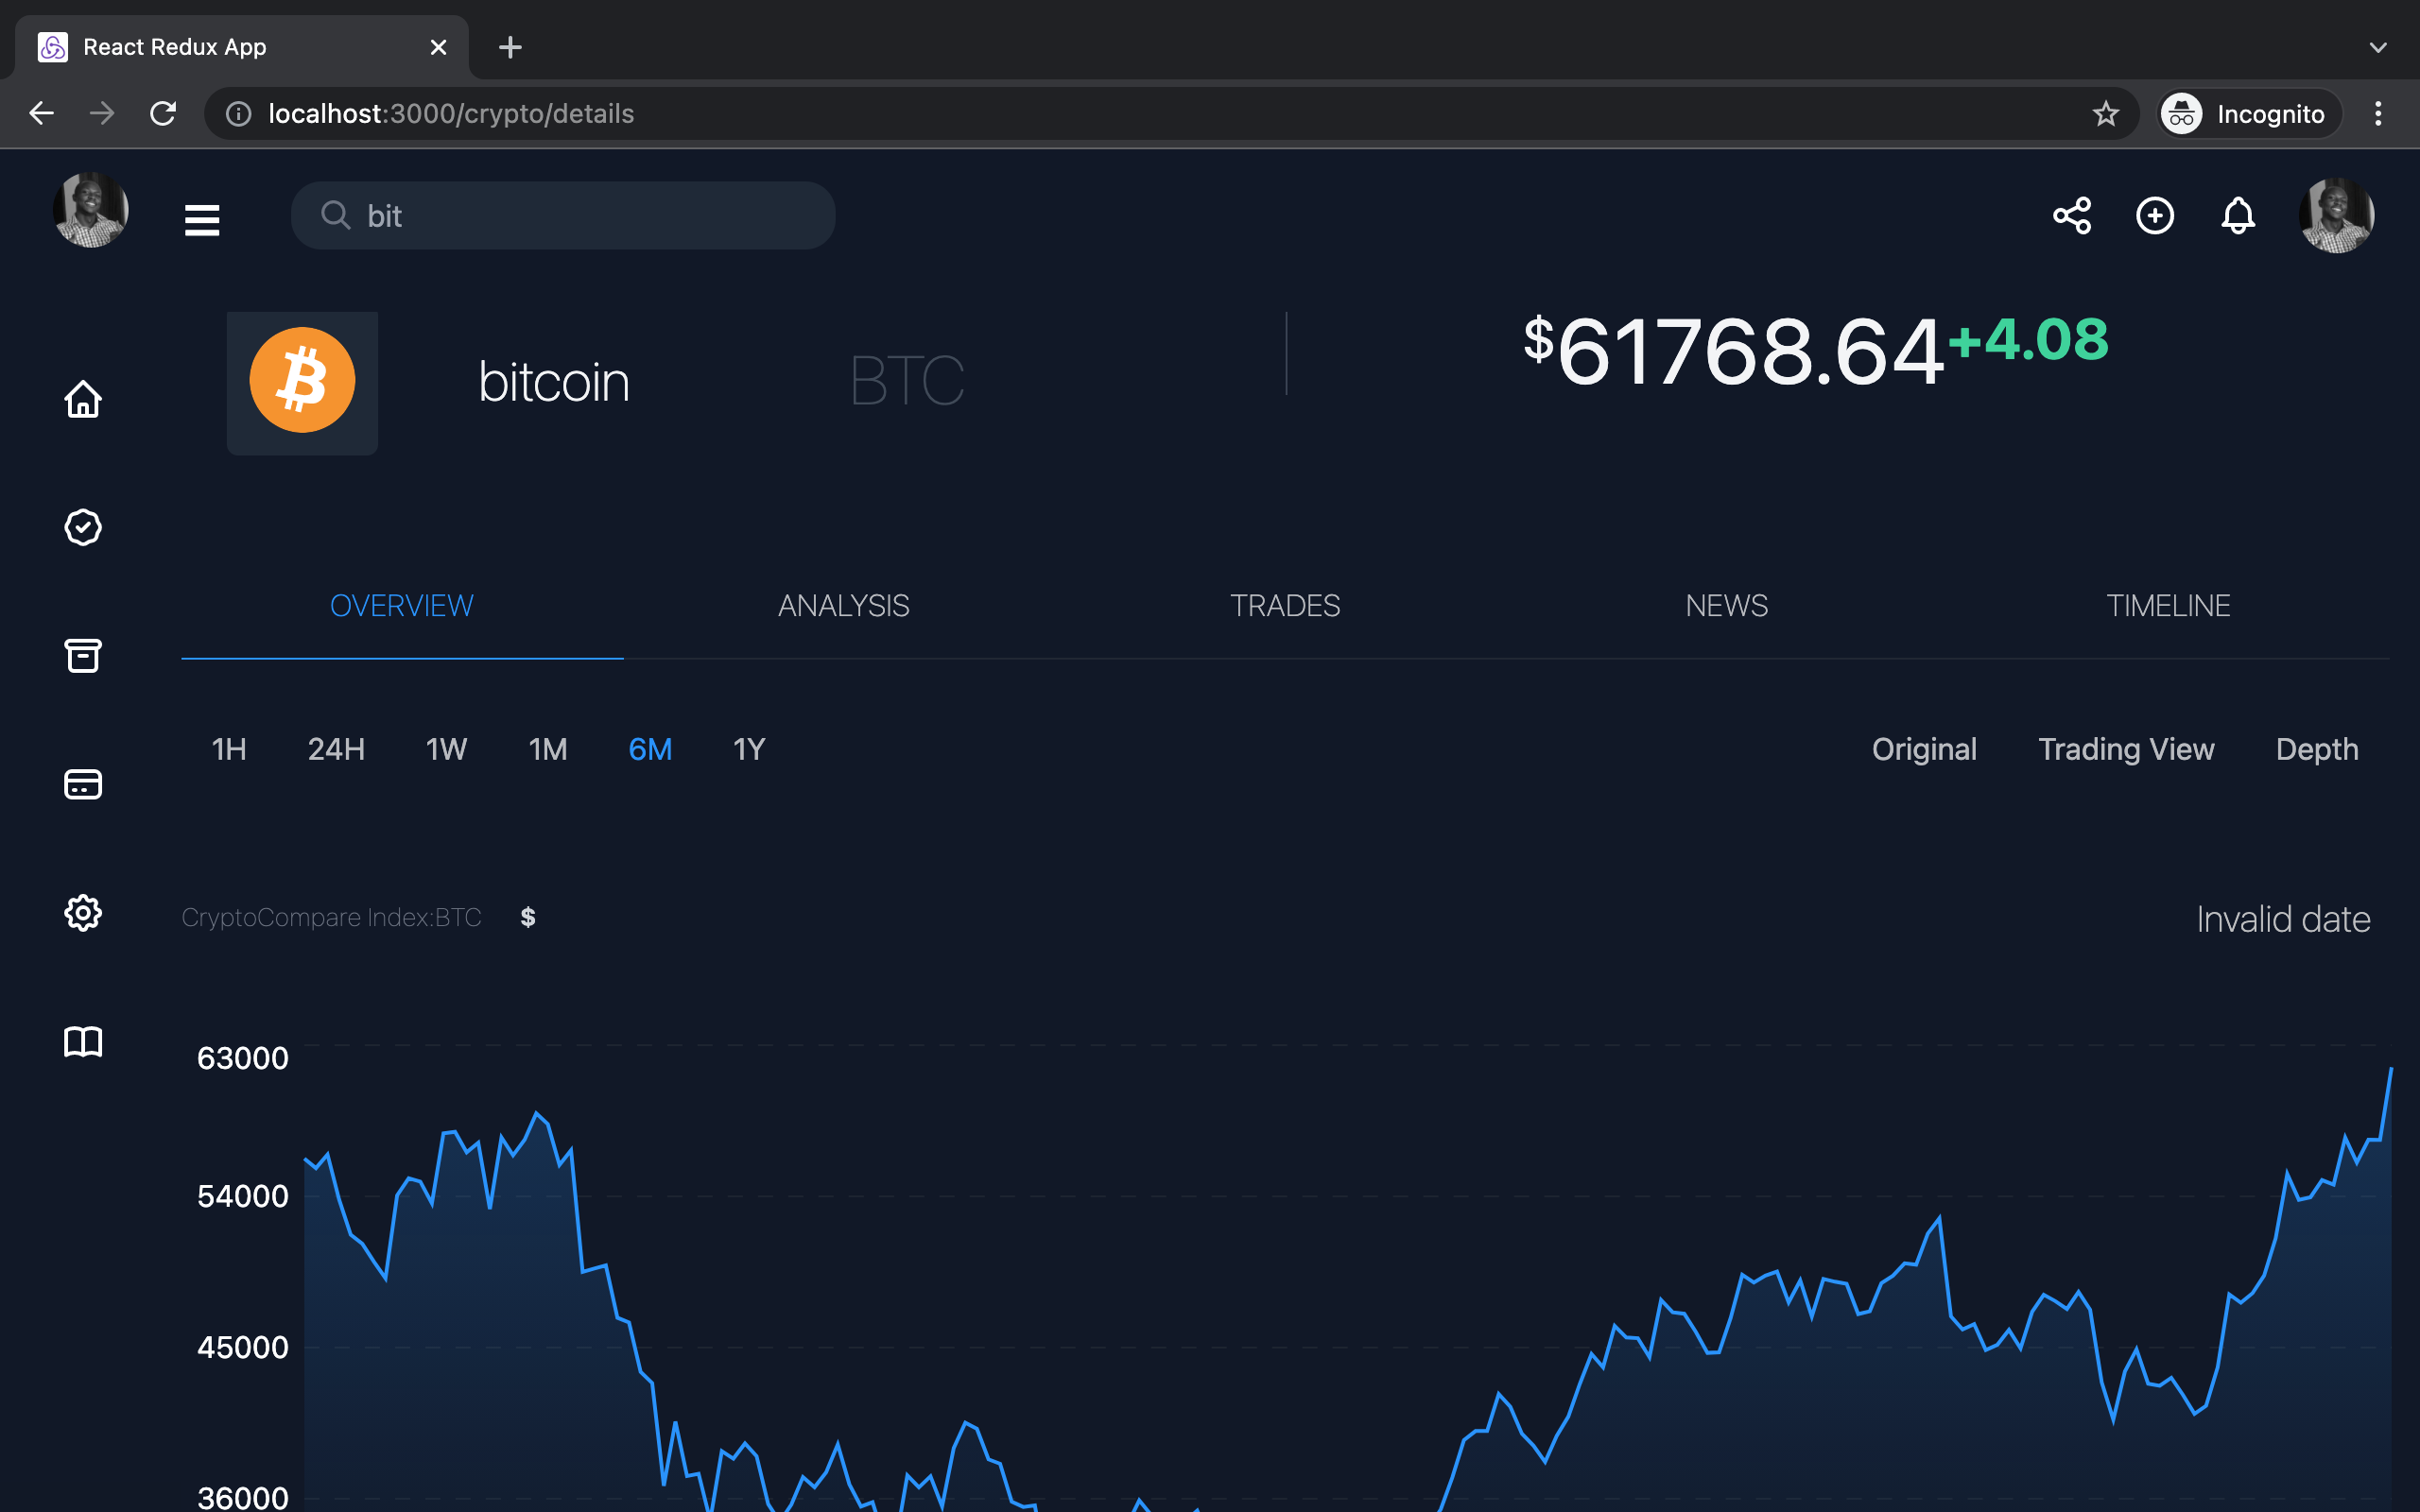 React Redux App
localhost:3000/crypto/details
Incognito
bit
bitcoin BTC $61768.64+4.08
OVERVIEW ANALYSIS TRADES NEWS TIMELINE
1H 24H 1W 1M 6M 1Y Original Trading View Depth
CryptoCompare Index:BTC $ Invalid date
63000
54000
45000
36000